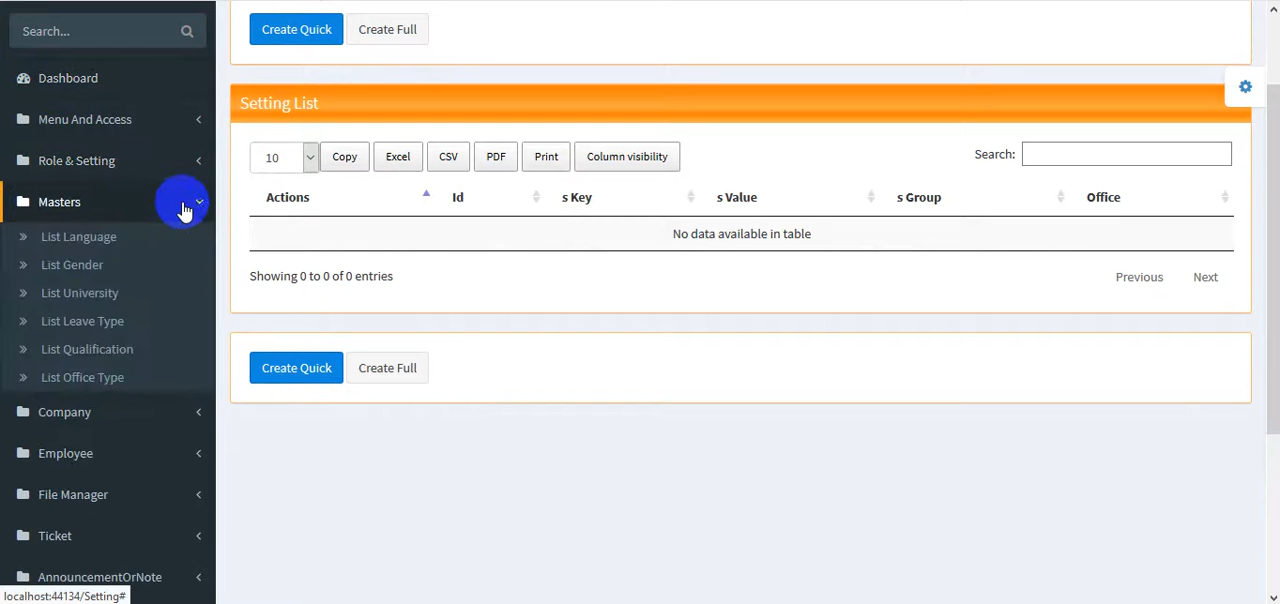 Search...
Dashboard
Menu And Access
Role & Setting
Masters
List Language
List Gender
List University
List Leave Type
List Qualification
List Office Type
Company
Employee
File Manager
Ticket
AnnouncementOrNote
localhost:44134/Setting#
Create Quick Create Full
Setting List
10 Copy Excel CSV PDF Print Column visibility Search:
Actions Id s Key s Value s Group Office
No data available in table
Showing 0 to 0 of 0 entries Previous Next
Create Quick Create Full